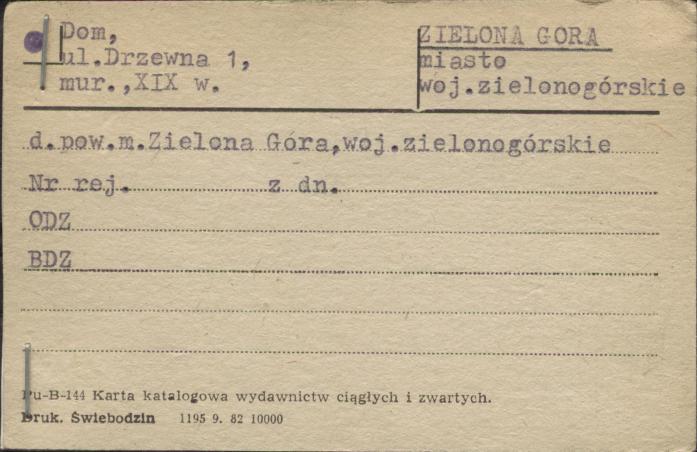 Dom,
ul.Drzewna 1,
mur.,XIX w.
ZIELONA GÓRA
miasto
woj.zielonogórskie
d.pow.m.Zielona Góra,woj.zielonogórskie
Nr rej. z dn.
ODZ
BDZ
Pu-B-144 Karta katalogowa wydawnictw ciągłych i zwartych.
Druk. Świebodzin 1195 9. 82 10000